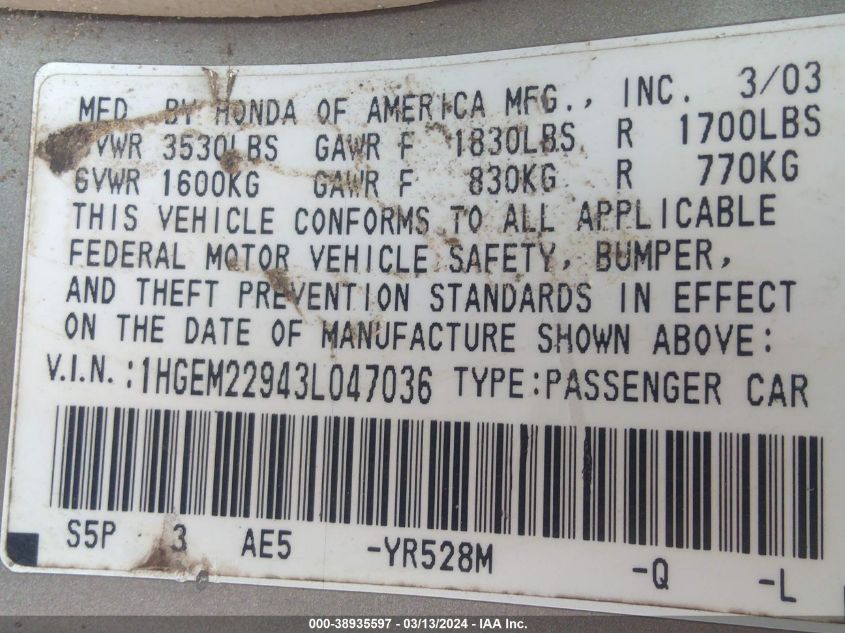 MFD. BY HONDA OF AMERICA MFG., INC. 3/03
GVWR 3530LBS GAWR F 1830LBS R 1700LBS
GVWR 1600KG GAWR F 830KG R 770KG
THIS VEHICLE CONFORMS TO ALL APPLICABLE
FEDERAL MOTOR VEHICLE SAFETY, BUMPER,
AND THEFT PREVENTION STANDARDS IN EFFECT
ON THE DATE OF MANUFACTURE SHOWN ABOVE:
V.I.N.:1HGEM22943L047036 TYPE:PASSENGER CAR
S5P 3 AE5 -YR528M -Q -L
000-38935597 - 03/13/2024 - IAA Inc.